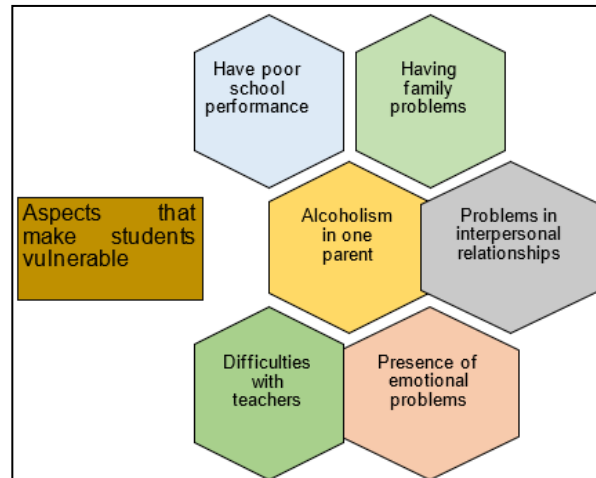 Have poor
school
performance
Having
family
problems
Aspects that
make students
vulnerable
Alcoholism
in one
parent
Problems in
interpersonal
relationships
Difficulties
with
teachers
Presence of
emotional
problems